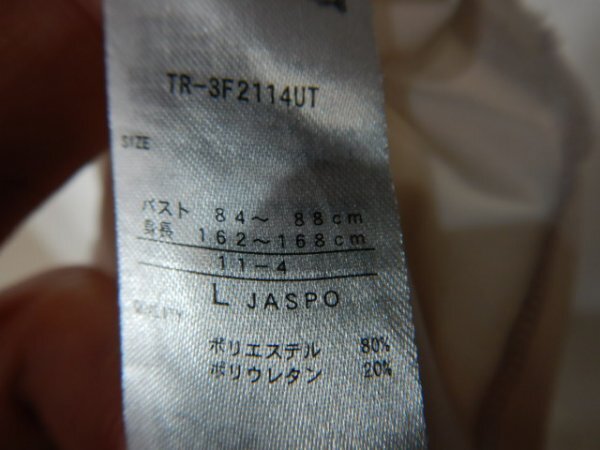 TR-3F2114UT
SIZE
バスト 84～ 88cm
身長 162～168cm
11-4
L JASPO
QUALITY
ポリエステル 80%
ポリウレタン 20%